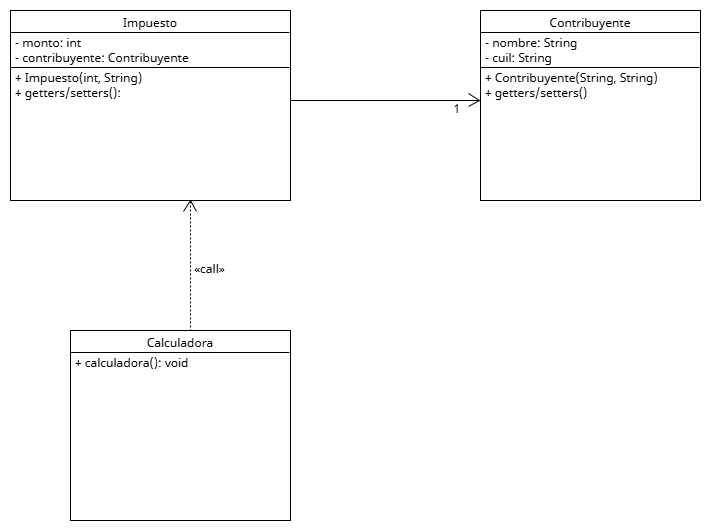 Impuesto
- monto: int
- contribuyente: Contribuyente
+ Impuesto(int, String)
+ getters/setters():
Contribuyente
- nombre: String
- cuil: String
+ Contribuyente(String, String)
+ getters/setters()
1
«call»
Calculadora
+ calculadora(): void